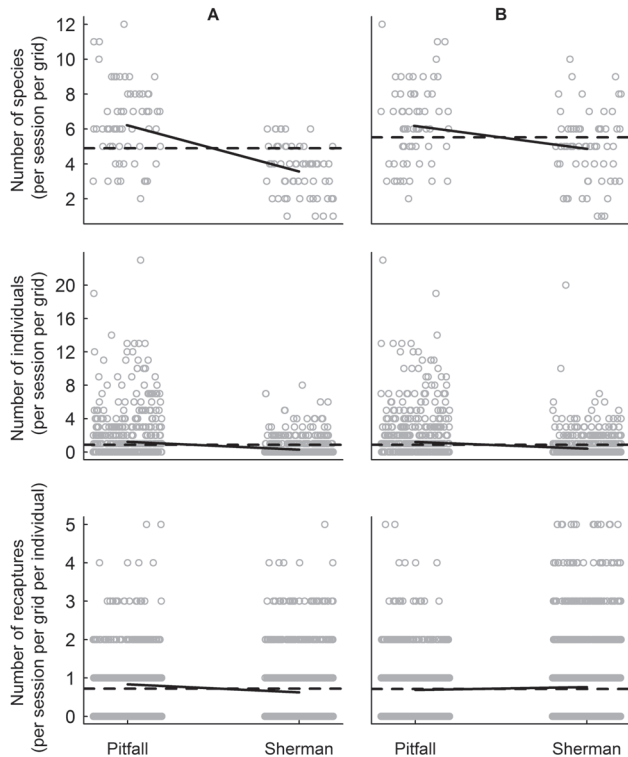 A
B
Number of species
(per session per grid)
12
10
8
6
4
2
Number of individuals
(per session per grid)
20
16
12
8
4
0
Number of recaptures
(per session per grid per individual)
5
4
3
2
1
0
Pitfall
Sherman
Pitfall
Sherman